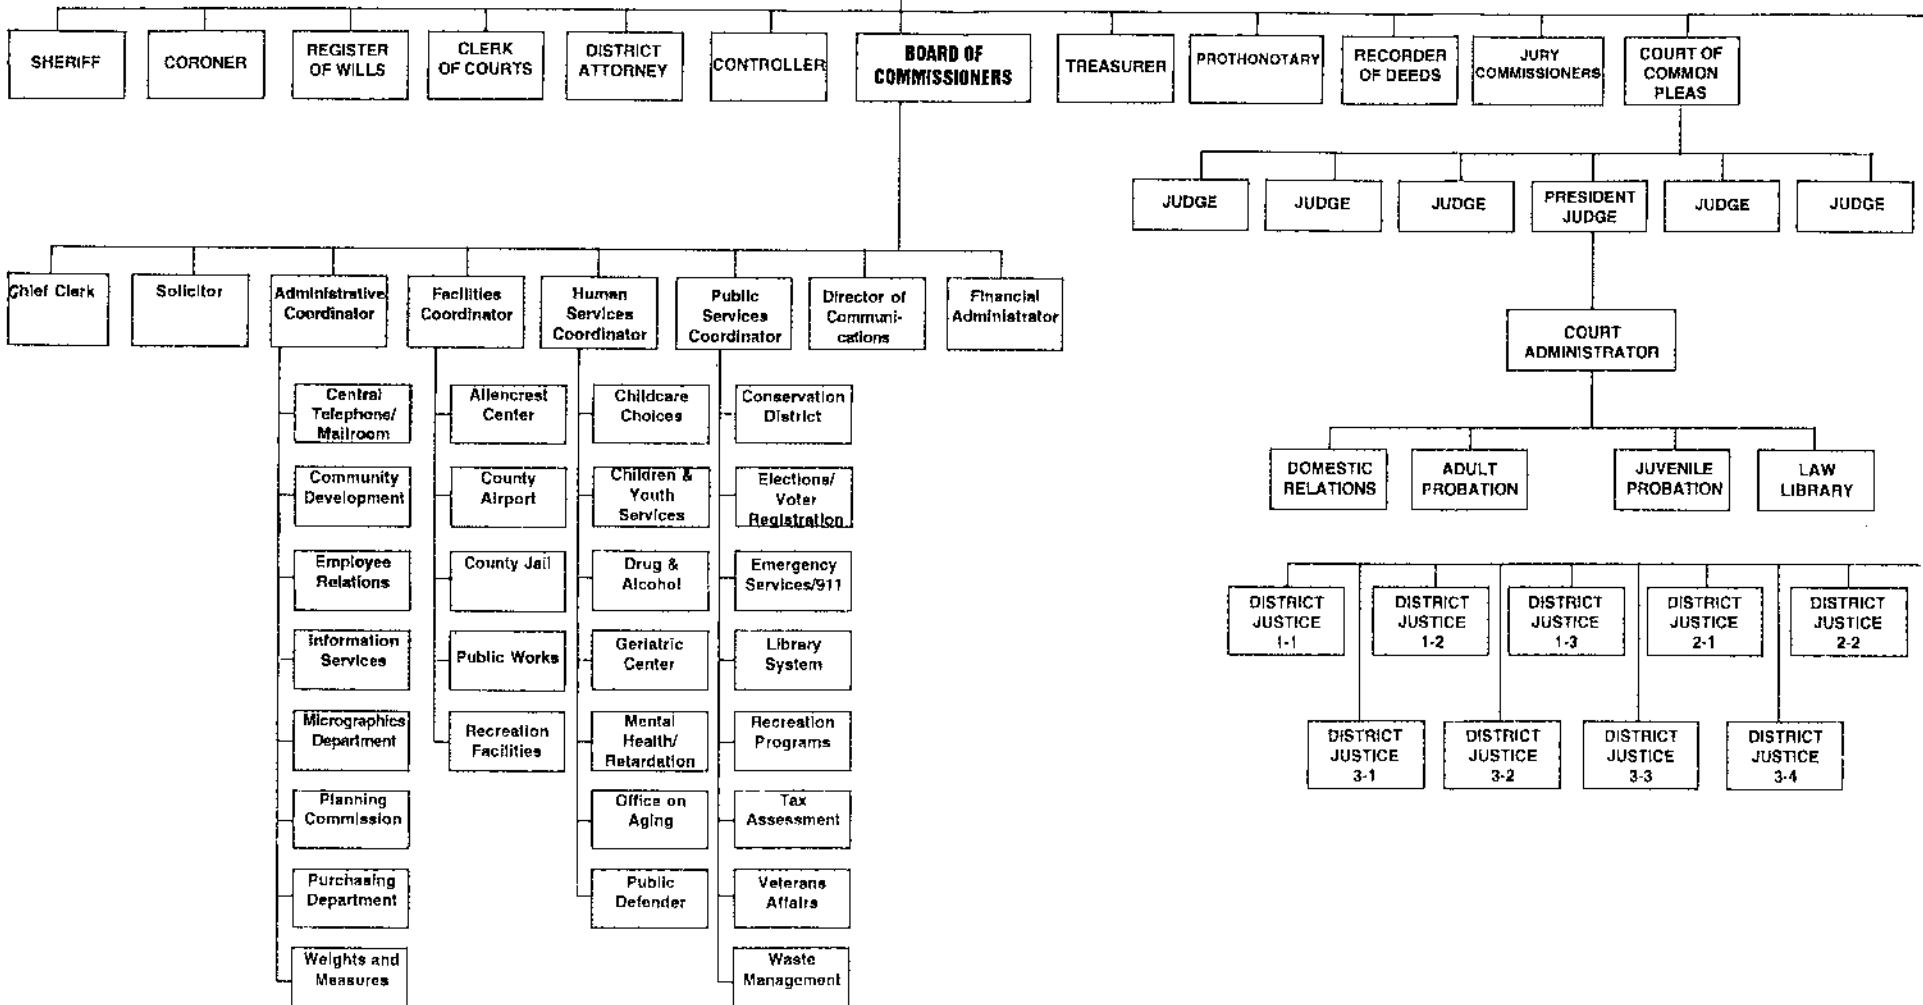 SHERIFF
CORONER
REGISTER
OF WILLS
CLERK
OF COURTS
DISTRICT
ATTORNEY
CONTROLLER
BOARD OF
COMMISSIONERS
TREASURER
PROTHONOTARY
RECORDER
OF DEEDS
JURY
COMMISSIONERS
COURT OF
COMMON
PLEAS
JUDGE
JUDGE
JUDGE
PRESIDENT
JUDGE
JUDGE
JUDGE
Chief Clerk
Solicitor
Administrative
Coordinator
Facilities
Coordinator
Human
Services
Coordinator
Public
Services
Coordinator
Director of
Communi-
cations
Financial
Administrator
COURT
ADMINISTRATOR
Central
Telephone/
Mailroom
Community
Development
Employee
Relations
Information
Services
Micrographics
Department
Planning
Commission
Purchasing
Department
Weights and
Measures
Allencrest
Center
County
Airport
County Jail
Public Works
Recreation
Facilities
Childcare
Choices
Children &
Youth
Services
Drug &
Alcohol
Geriatric
Center
Mental
Health/
Retardation
Office on
Aging
Public
Defender
Conservation
District
Elections/
Voter
Registration
Emergency
Services/911
Library
System
Recreation
Programs
Tax
Assessment
Veterans
Affairs
Waste
Management
DOMESTIC
RELATIONS
ADULT
PROBATION
JUVENILE
PROBATION
LAW
LIBRARY
DISTRICT
JUSTICE
1-1
DISTRICT
JUSTICE
1-2
DISTRICT
JUSTICE
1-3
DISTRICT
JUSTICE
2-1
DISTRICT
JUSTICE
2-2
DISTRICT
JUSTICE
3-1
DISTRICT
JUSTICE
3-2
DISTRICT
JUSTICE
3-3
DISTRICT
JUSTICE
3-4